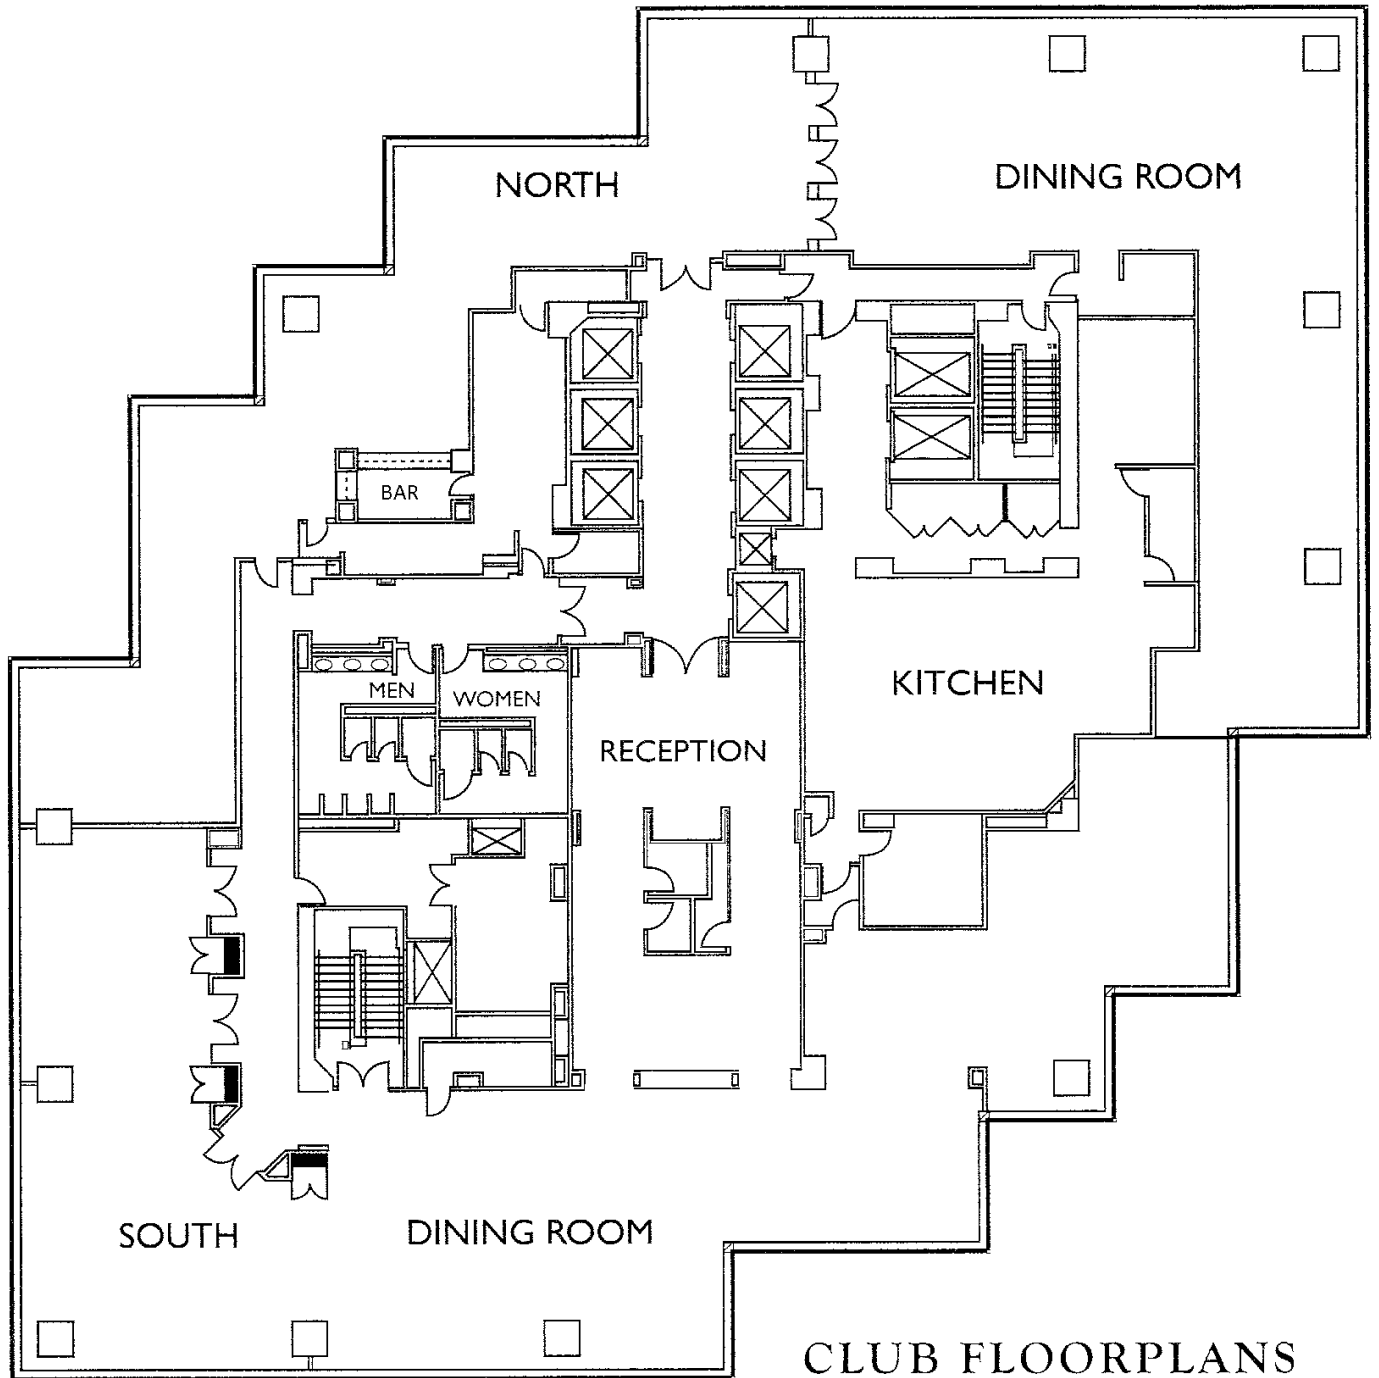 NORTH
DINING ROOM
BAR
MEN
WOMEN
KITCHEN
RECEPTION
SOUTH
DINING ROOM
CLUB FLOORPLANS